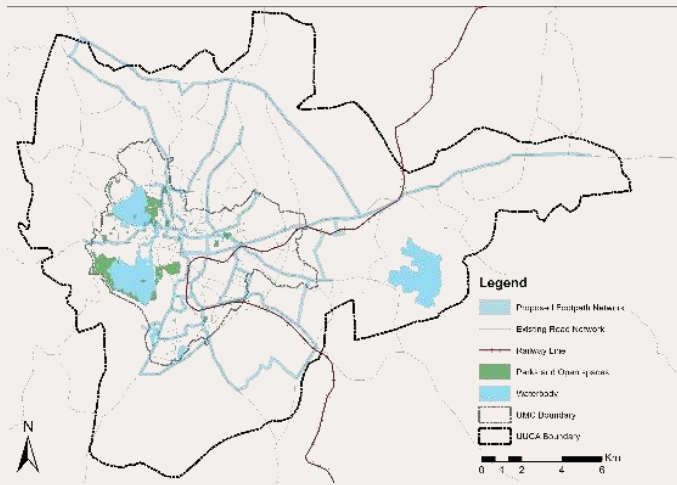 Legend
Proposed Footpath Network
Existing Road Network
Railway Line
Parks and Open spaces
Waterbody
UMC Boundary
UUCA Boundary
N
Km
0 1 2 4 6